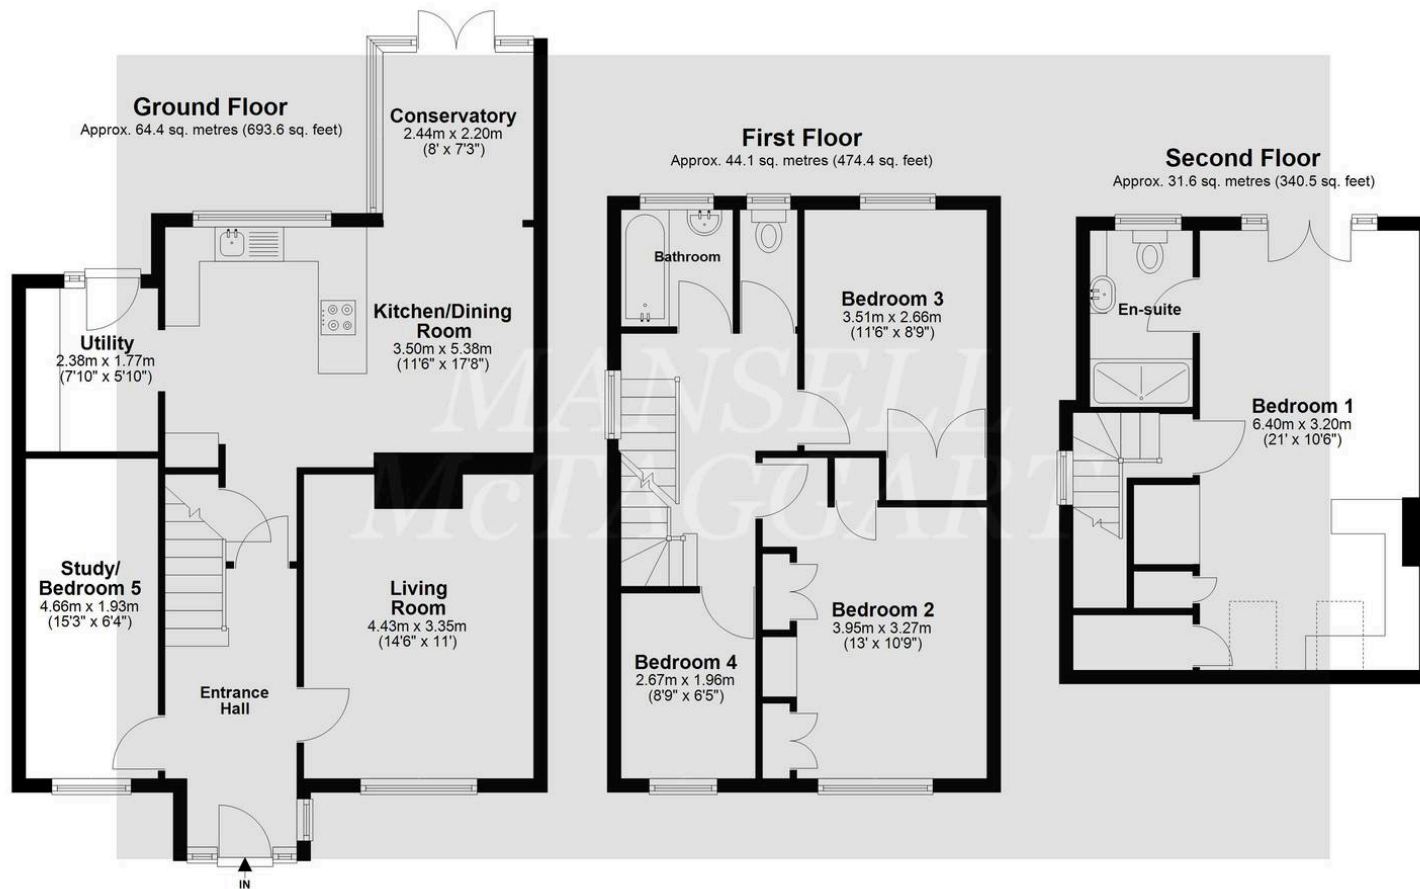 Ground Floor
Approx. 64.4 sq. metres (693.6 sq. feet)
Conservatory
2.44m x 2.20m
(8' x 7'3")
Kitchen/Dining
Room
3.50m x 5.38m
(11'6" x 17'8")
Utility
2.38m x 1.77m
(7'10" x 5'10")
Study/
Bedroom 5
4.66m x 1.93m
(15'3" x 6'4")
Living
Room
4.43m x 3.35m
(14'6" x 11')
Entrance
Hall
IN
First Floor
Approx. 44.1 sq. metres (474.4 sq. feet)
Bathroom
Bedroom 3
3.51m x 2.66m
(11'6" x 8'9")
Bedroom 2
3.95m x 3.27m
(13' x 10'9")
Bedroom 4
2.67m x 1.96m
(8'9" x 6'5")
Second Floor
Approx. 31.6 sq. metres (340.5 sq. feet)
En-suite
Bedroom 1
6.40m x 3.20m
(21' x 10'6")
MANSELL
McTAGGART